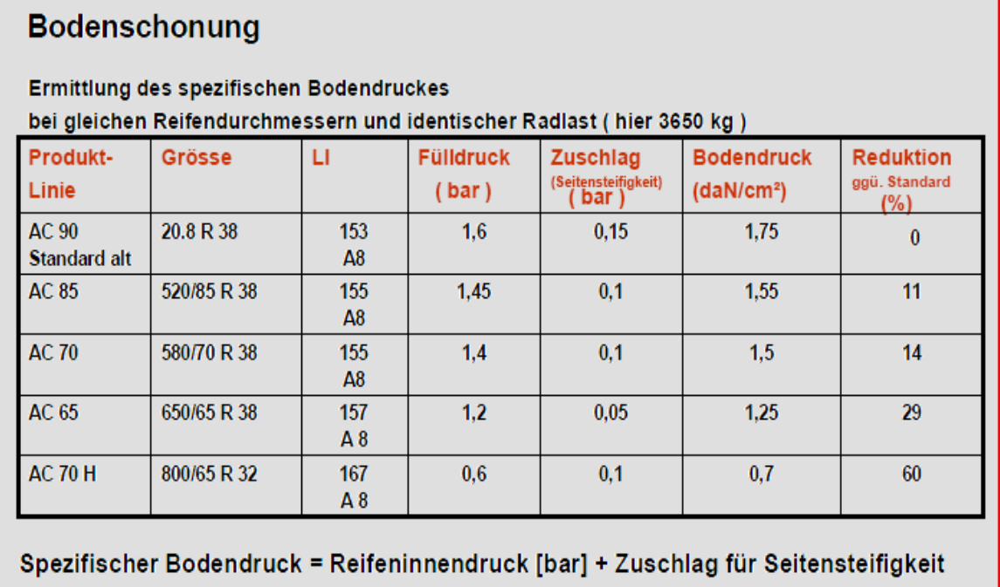 Bodenschonung
Ermittlung des spezifischen Bodendruckes
bei gleichen Reifendurchmessern und identischer Radlast ( hier 3650 kg )
Produkt-Linie Grösse LI Fülldruck ( bar ) Zuschlag (Seitensteifigkeit) ( bar ) Bodendruck (daN/cm²) Reduktion ggü. Standard (%)
AC 90 Standard alt 20.8 R 38 153 A8 1,6 0,15 1,75 0
AC 85 520/85 R 38 155 A8 1,45 0,1 1,55 11
AC 70 580/70 R 38 155 A8 1,4 0,1 1,5 14
AC 65 650/65 R 38 157 A 8 1,2 0,05 1,25 29
AC 70 H 800/65 R 32 167 A 8 0,6 0,1 0,7 60
Spezifischer Bodendruck = Reifeninnendruck [bar] + Zuschlag für Seitensteifigkeit